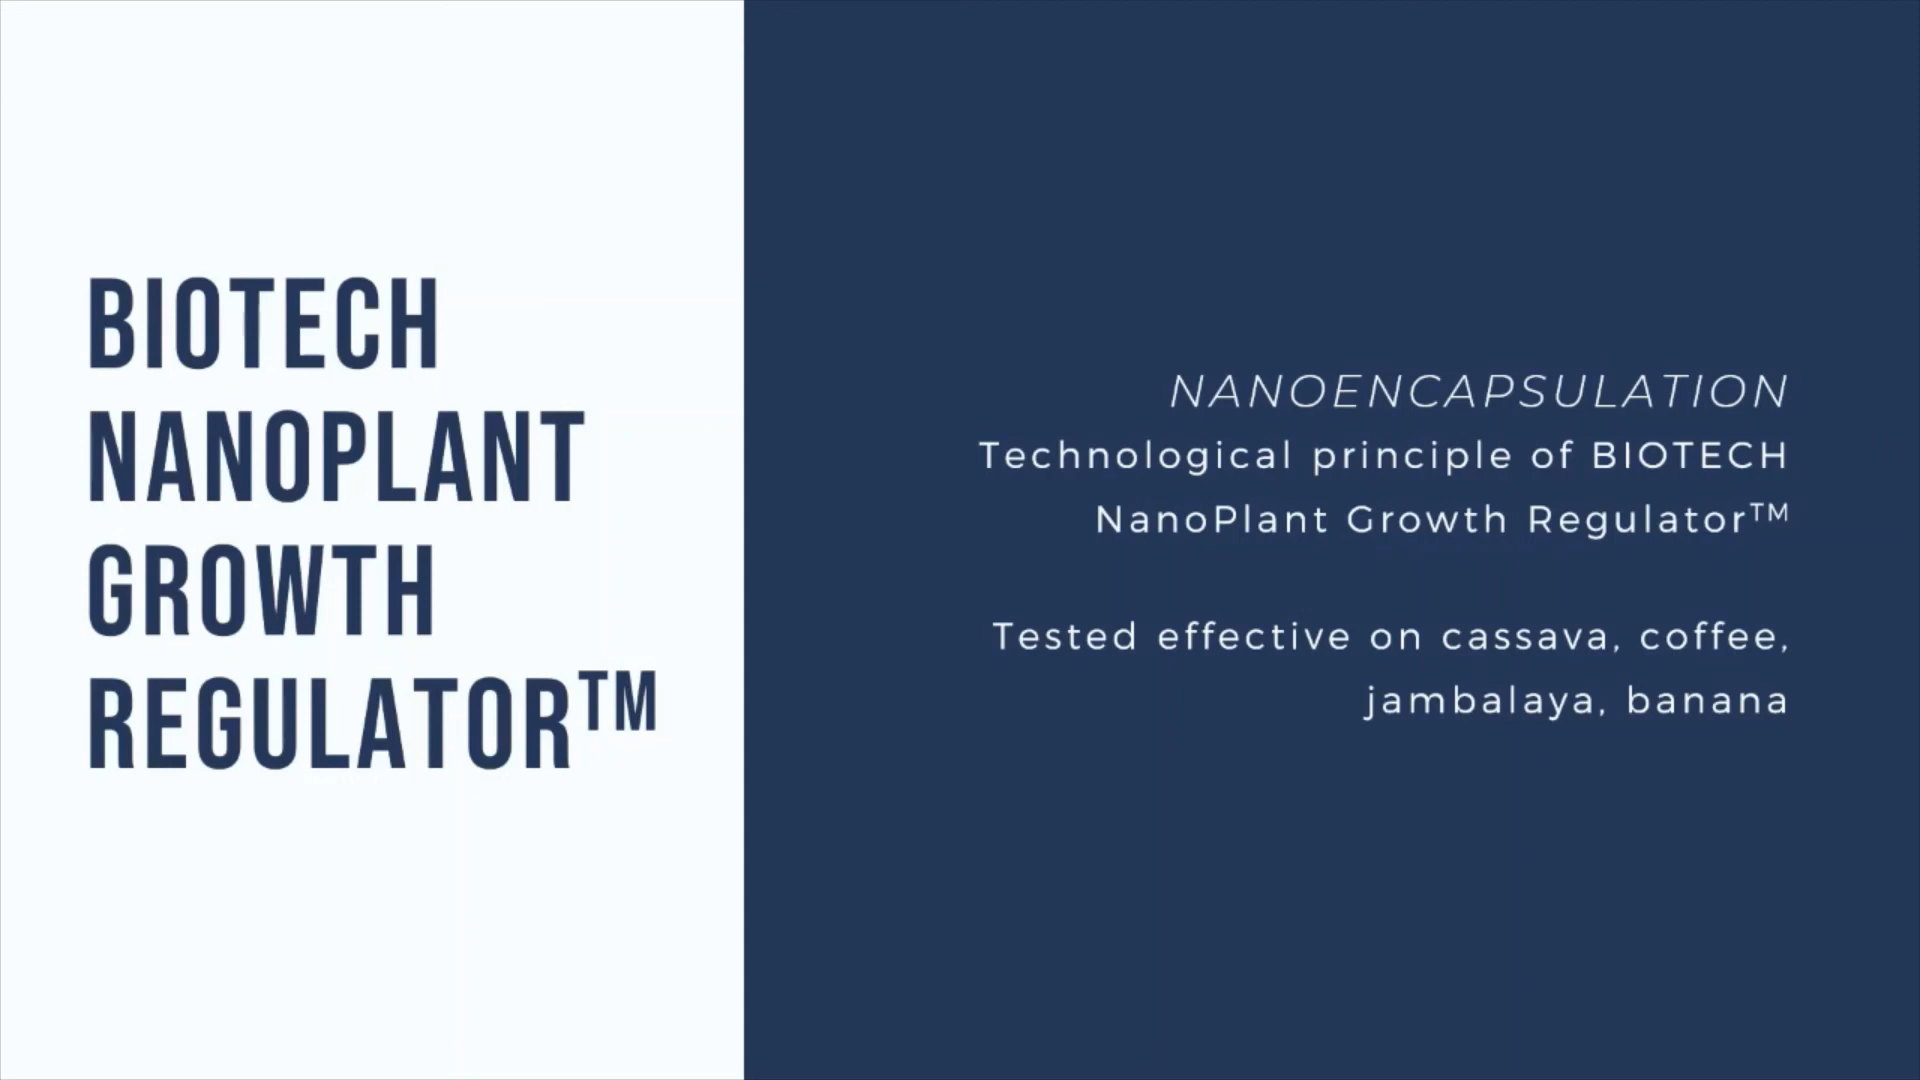 BIOTECH
NANOPLANT
GROWTH
REGULATOR™
NANOENCAPSULATION
Technological principle of BIOTECH
NanoPlant Growth Regulator™
Tested effective on cassava, coffee,
jambalaya, banana